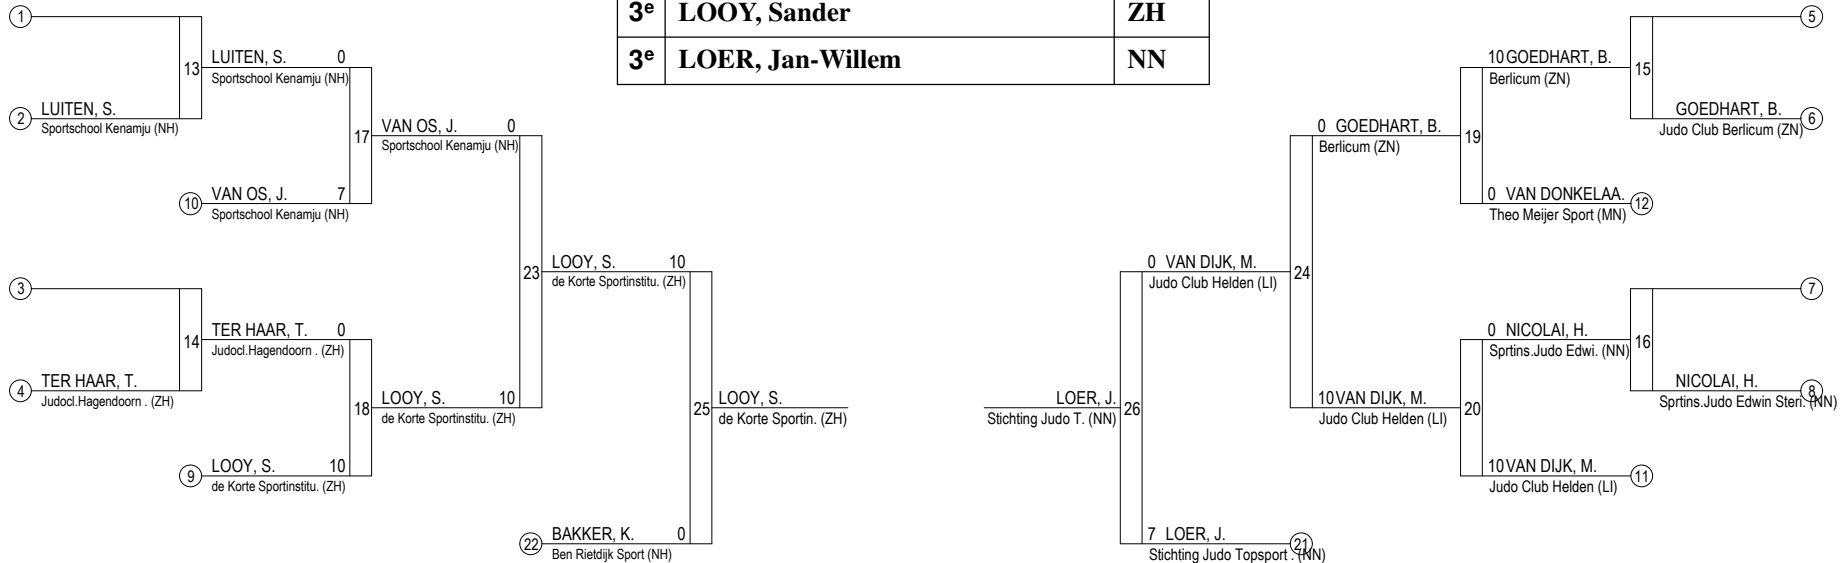 3e LOOY, Sander ZH
3e LOER, Jan-Willem NN
1
13
LUITEN, S. 0
Sportschool Kenamju (NH)
2
LUITEN, S.
Sportschool Kenamju (NH)
17
VAN OS, J. 0
Sportschool Kenamju (NH)
10
VAN OS, J. 7
Sportschool Kenamju (NH)
23
LOOY, S. 10
de Korte Sportinstitu. (ZH)
3
14
TER HAAR, T. 0
Judocl.Hagendoorn . (ZH)
4
TER HAAR, T.
Judocl.Hagendoorn . (ZH)
18
LOOY, S. 10
de Korte Sportinstitu. (ZH)
9
LOOY, S. 10
de Korte Sportinstitu. (ZH)
25
LOOY, S.
de Korte Sportin. (ZH)
22
BAKKER, K. 0
Ben Rietdijk Sport (NH)
5
10 GOEDHART, B.
Berlicum (ZN)
15
GOEDHART, B.
Judo Club Berlicum (ZN)
6
0 GOEDHART, B.
Berlicum (ZN)
19
0 VAN DONKELAA.
Theo Meijer Sport (MN)
12
0 VAN DIJK, M.
Judo Club Helden (LI)
24
7
0 NICOLAI, H.
Sprtins.Judo Edwi. (NN)
16
NICOLAI, H.
Sprtins.Judo Edwin Steri. (NN)
8
10 VAN DIJK, M.
Judo Club Helden (LI)
20
10 VAN DIJK, M.
Judo Club Helden (LI)
11
LOER, J.
Stichting Judo T. (NN)
26
7 LOER, J.
Stichting Judo Topsport . (NN)
21